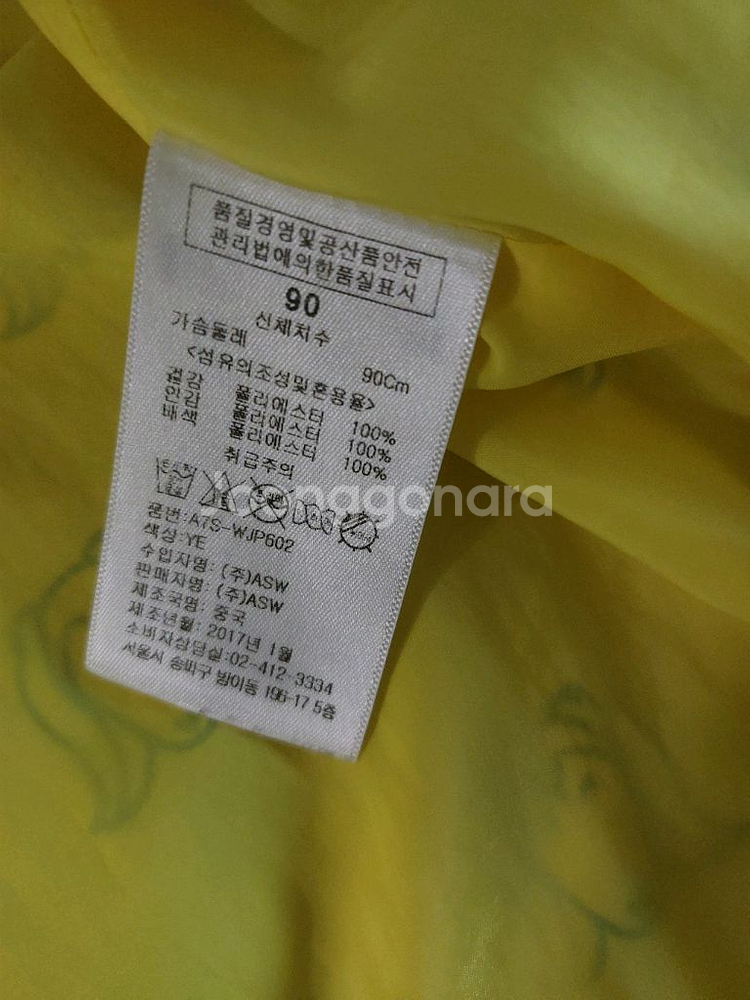 품질경영및공산품안전
관리법에의한품질표시
90
신체치수
가슴둘레 90Cm
<섬유의조성및혼용율>
겉감 폴리에스터 100%
안감 폴리에스터 100%
배색 폴리에스터 100%
취급주의
품번: A7S-WJP602
색상: YE
수입자명: (주)ASW
판매자명: (주)ASW
제조국명: 중국
제조년월: 2017년 1월
소비자상담실:02-412-3334
서울시 송파구 방이동 196-17 5층
Joonggonara